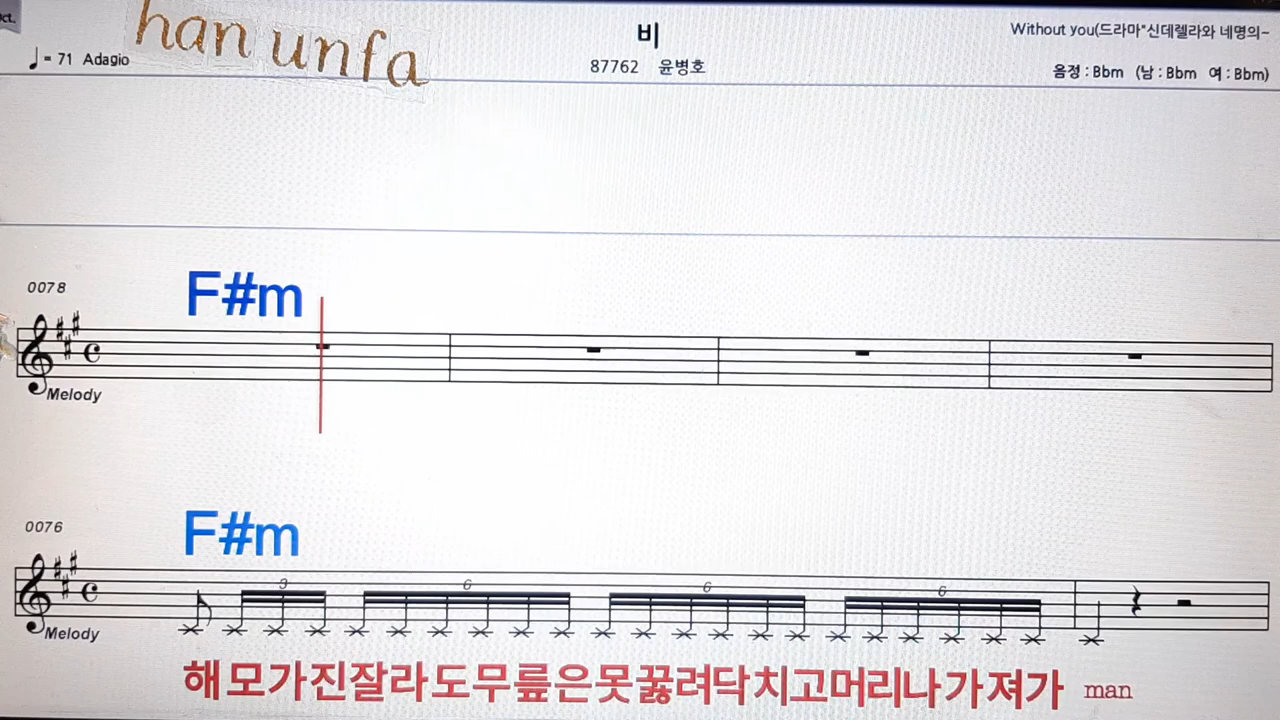 han unfa
비
Without you(드라마"신데렐라와 네명의~
♩= 71 Adagio
87762 윤병호
음정 : Bbm (남 : Bbm 여 : Bbm)
0078
F#m
Melody
0076
F#m
3 6 6 6
Melody
해모가진잘라도무릎은못꿇려닥치고머리나가져가 man